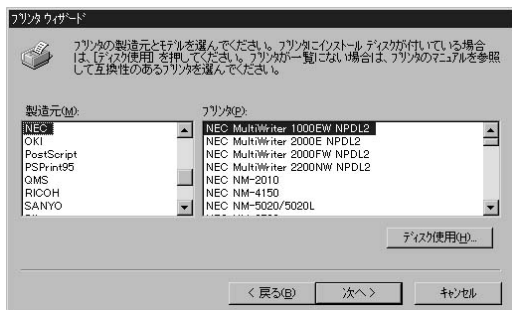 プリンタ ウィザード
プリンタの製造元とモデルを選んでください。プリンタにインストール ディスクが付いている場合
は、[ディスク使用] を押してください。プリンタが一覧にない場合は、プリンタのマニュアルを参照
して互換性のあるプリンタを選んでください。
製造元(M):
NEC
OKI
PostScript
PSPrint95
QMS
RICOH
SANYO
プリンタ(P):
NEC MultiWriter 1000EW NPDL2
NEC MultiWriter 2000E NPDL2
NEC MultiWriter 2000FW NPDL2
NEC MultiWriter 2200NW NPDL2
NEC NM-2010
NEC NM-4150
NEC NM-5020/5020L
ディスク使用(H)...
< 戻る(B)
次へ >
キャンセル